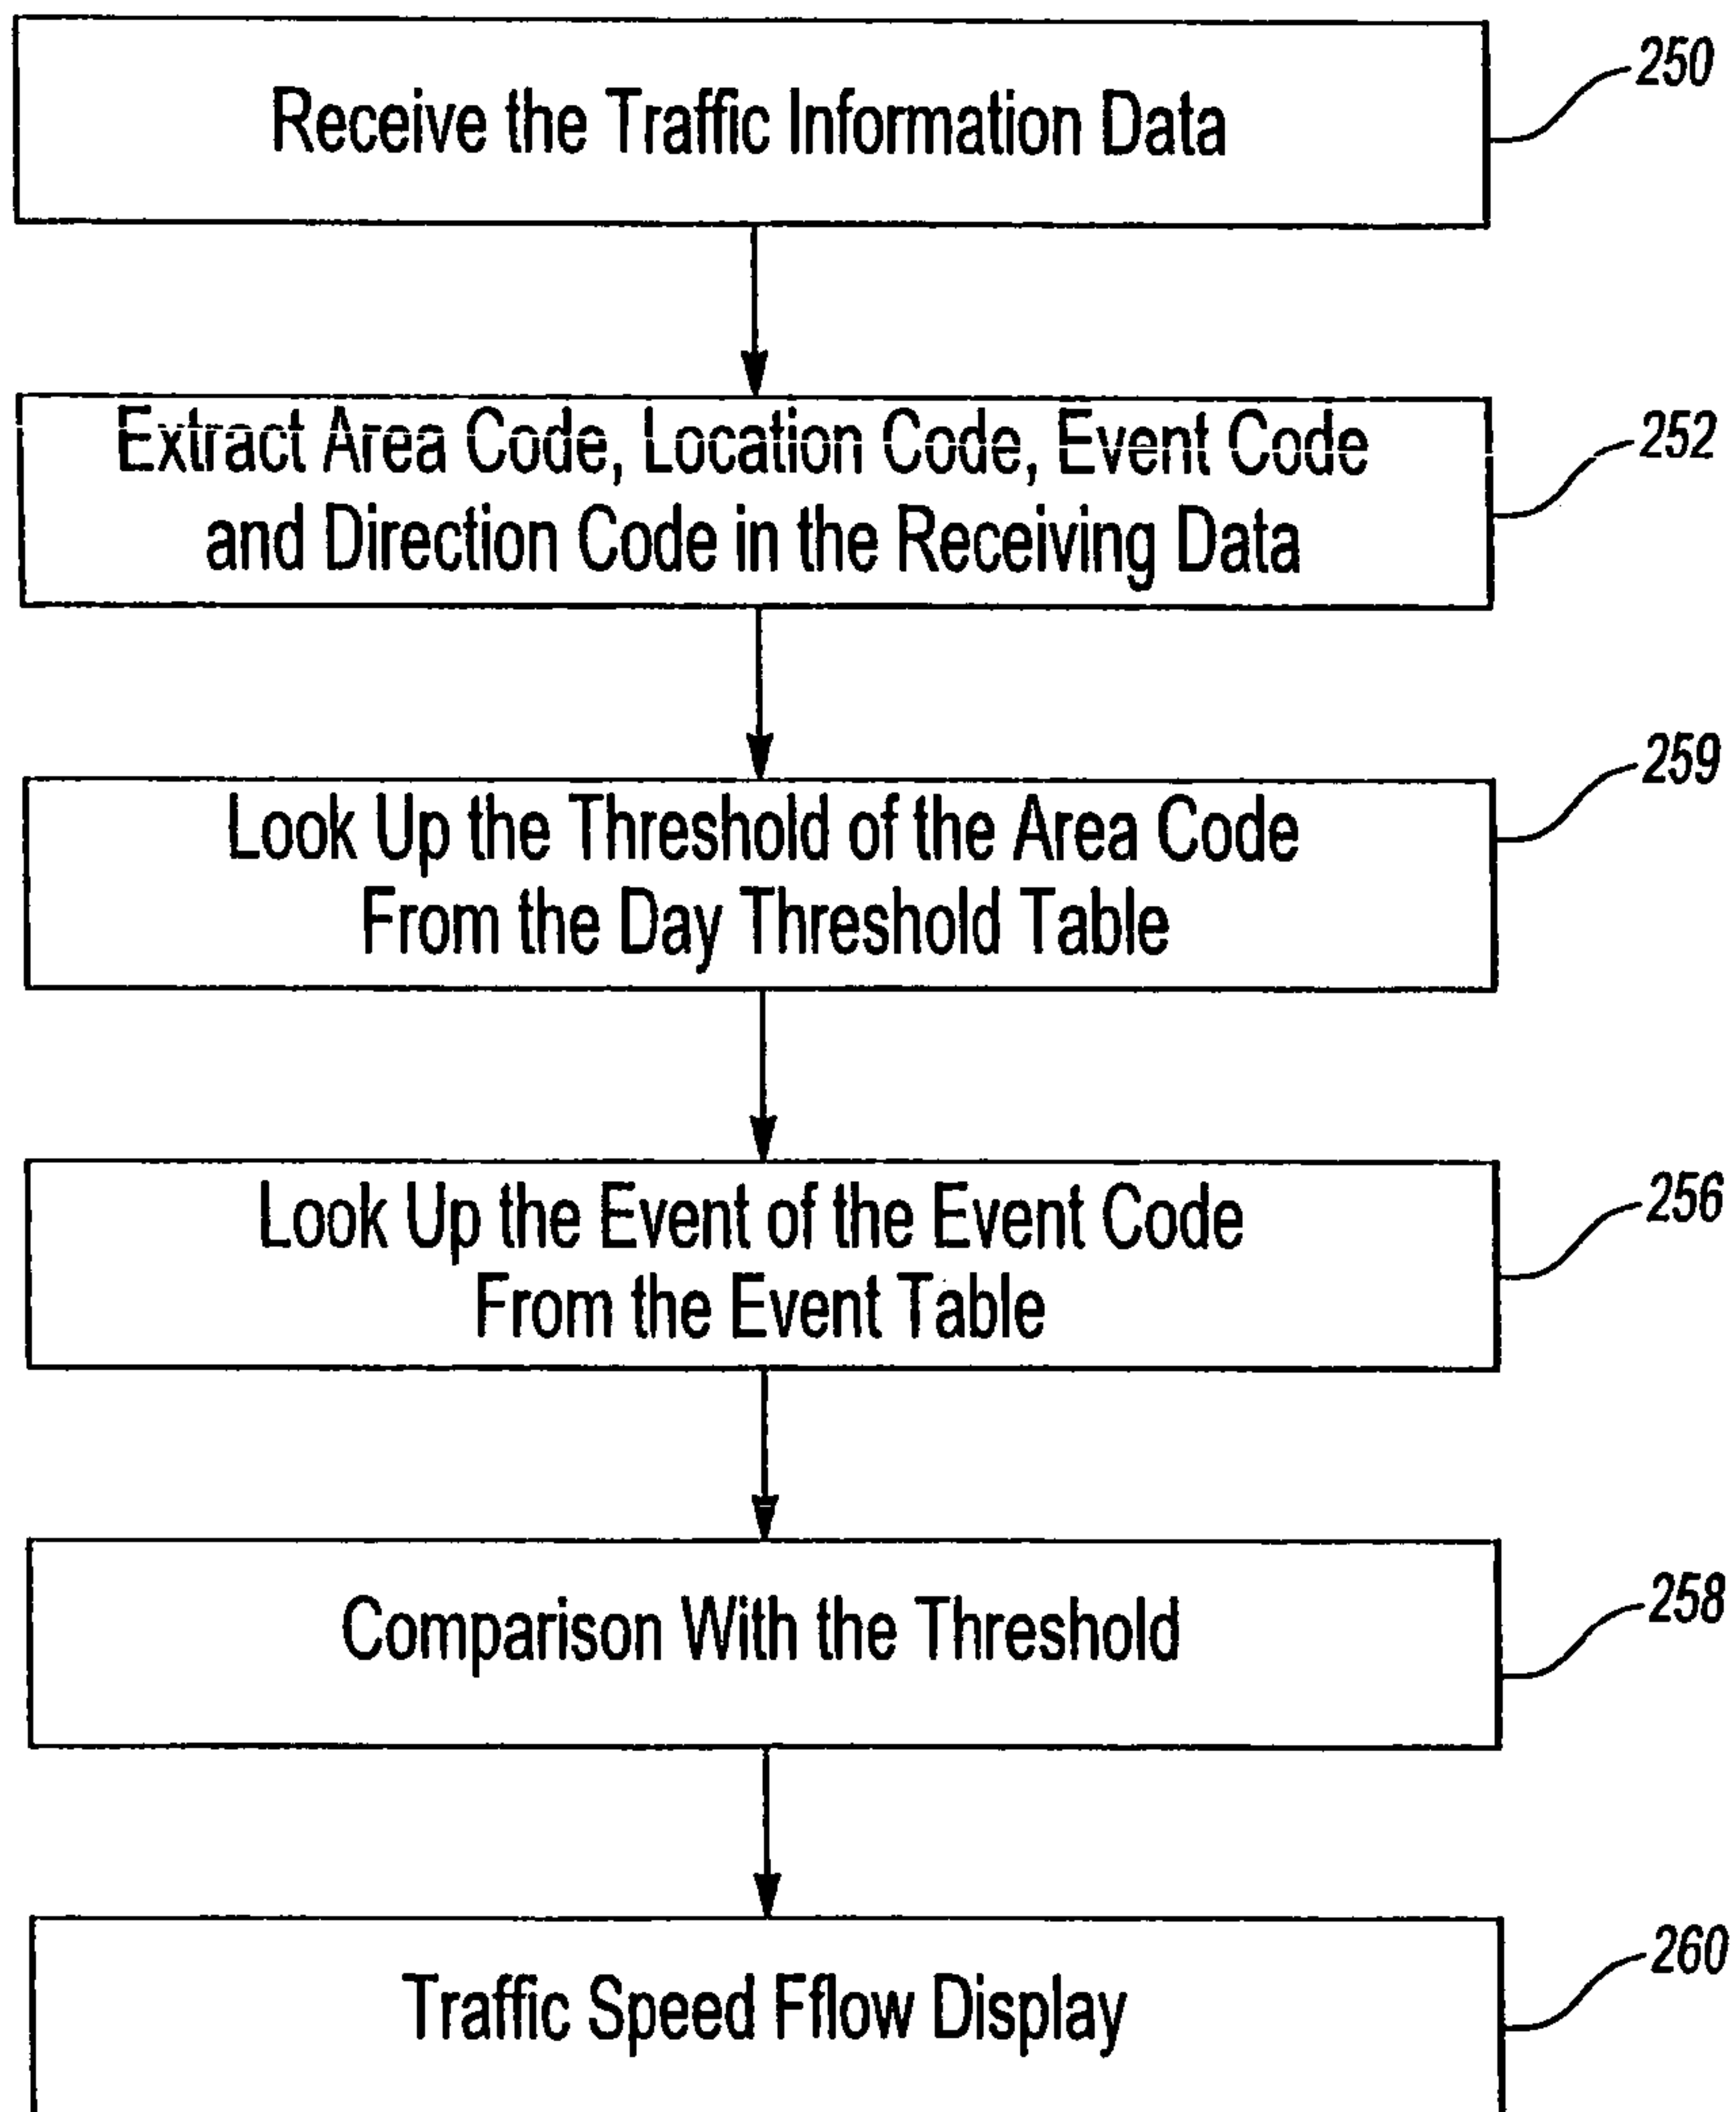 Receive the Traffic Information Data
250
Extract Area Code, Location Code, Event Code
and Direction Code in the Receiving Data
252
Look Up the Threshold of the Area Code
From the Day Threshold Table
259
Look Up the Event of the Event Code
From the Event Table
256
Comparison With the Threshold
258
Traffic Speed Fflow Display
260